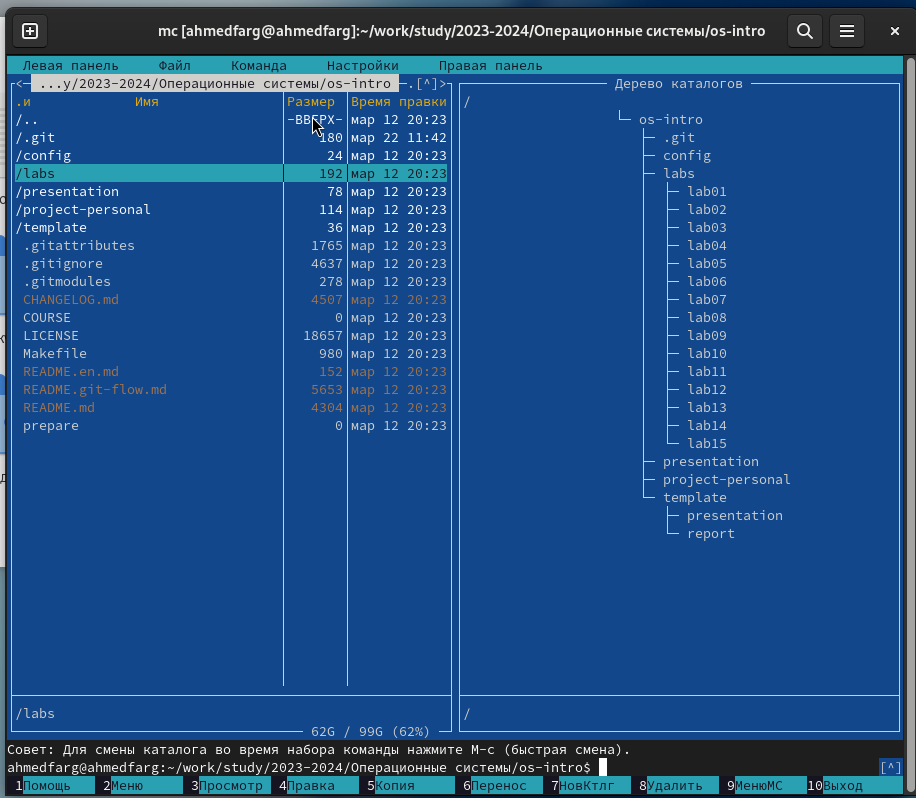 mc [ahmedfarg@ahmedfarg]:~/work/study/2023-2024/Операционные системы/os-intro
Левая панель Файл Команда Настройки Правая панель
<— ...y/2023-2024/Операционные системы/os-intro —.[^]>
.и Имя Размер Время правки
/.. -ВВЕРХ- мар 12 20:23
/.git 180 мар 22 11:42
/config 24 мар 12 20:23
/labs 192 мар 12 20:23
/presentation 78 мар 12 20:23
/project-personal 114 мар 12 20:23
/template 36 мар 12 20:23
.gitattributes 1765 мар 12 20:23
.gitignore 4637 мар 12 20:23
.gitmodules 278 мар 12 20:23
CHANGELOG.md 4507 мар 12 20:23
COURSE 0 мар 12 20:23
LICENSE 18657 мар 12 20:23
Makefile 980 мар 12 20:23
README.en.md 152 мар 12 20:23
README.git-flow.md 5653 мар 12 20:23
README.md 4304 мар 12 20:23
prepare 0 мар 12 20:23
/labs
62G / 99G (62%)
Дерево каталогов
/
os-intro
.git
config
labs
lab01
lab02
lab03
lab04
lab05
lab06
lab07
lab08
lab09
lab10
lab11
lab12
lab13
lab14
lab15
presentation
project-personal
template
presentation
report
/
Совет: Для смены каталога во время набора команды нажмите M-c (быстрая смена).
ahmedfarg@ahmedfarg:~/work/study/2023-2024/Операционные системы/os-intro$ [^]
1Помощь 2Меню 3Просмотр 4Правка 5Копия 6Перенос 7НовКтлг 8Удалить 9МенюMC 10Выход